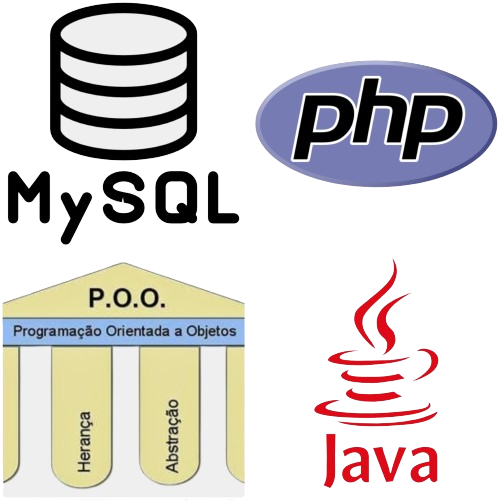 MySQL
php
P.O.O.
Programação Orientada a Objetos
Herança
Abstração
Java